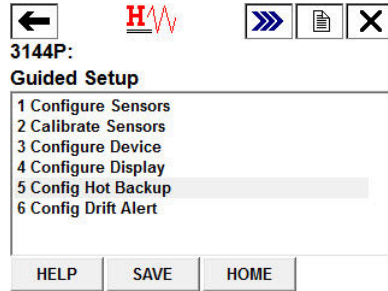 H
3144P:
Guided Setup
1 Configure Sensors
2 Calibrate Sensors
3 Configure Device
4 Configure Display
5 Config Hot Backup
6 Config Drift Alert
HELP SAVE HOME